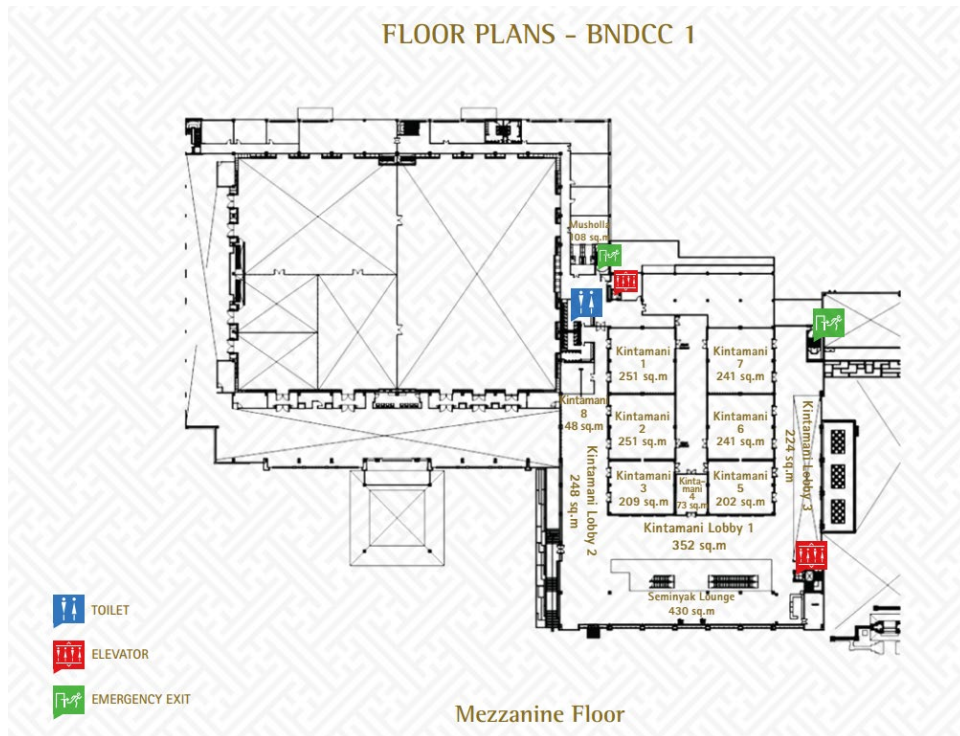 FLOOR PLANS - BNDCC 1
Musholla
108 sq.m
Kintamani
1
251 sq.m
Kintamani
7
241 sq.m
Kintamani
8
48 sq.m
Kintamani
2
251 sq.m
Kintamani
6
241 sq.m
Kintamani Lobby 3
224 sq.m
Kintamani Lobby 2
248 sq.m
Kintamani
3
209 sq.m
Kinta-
mani
4
73 sq.m
Kintamani
5
202 sq.m
Kintamani Lobby 1
352 sq.m
Seminyak Lounge
430 sq.m
TOILET
ELEVATOR
EMERGENCY EXIT
Mezzanine Floor